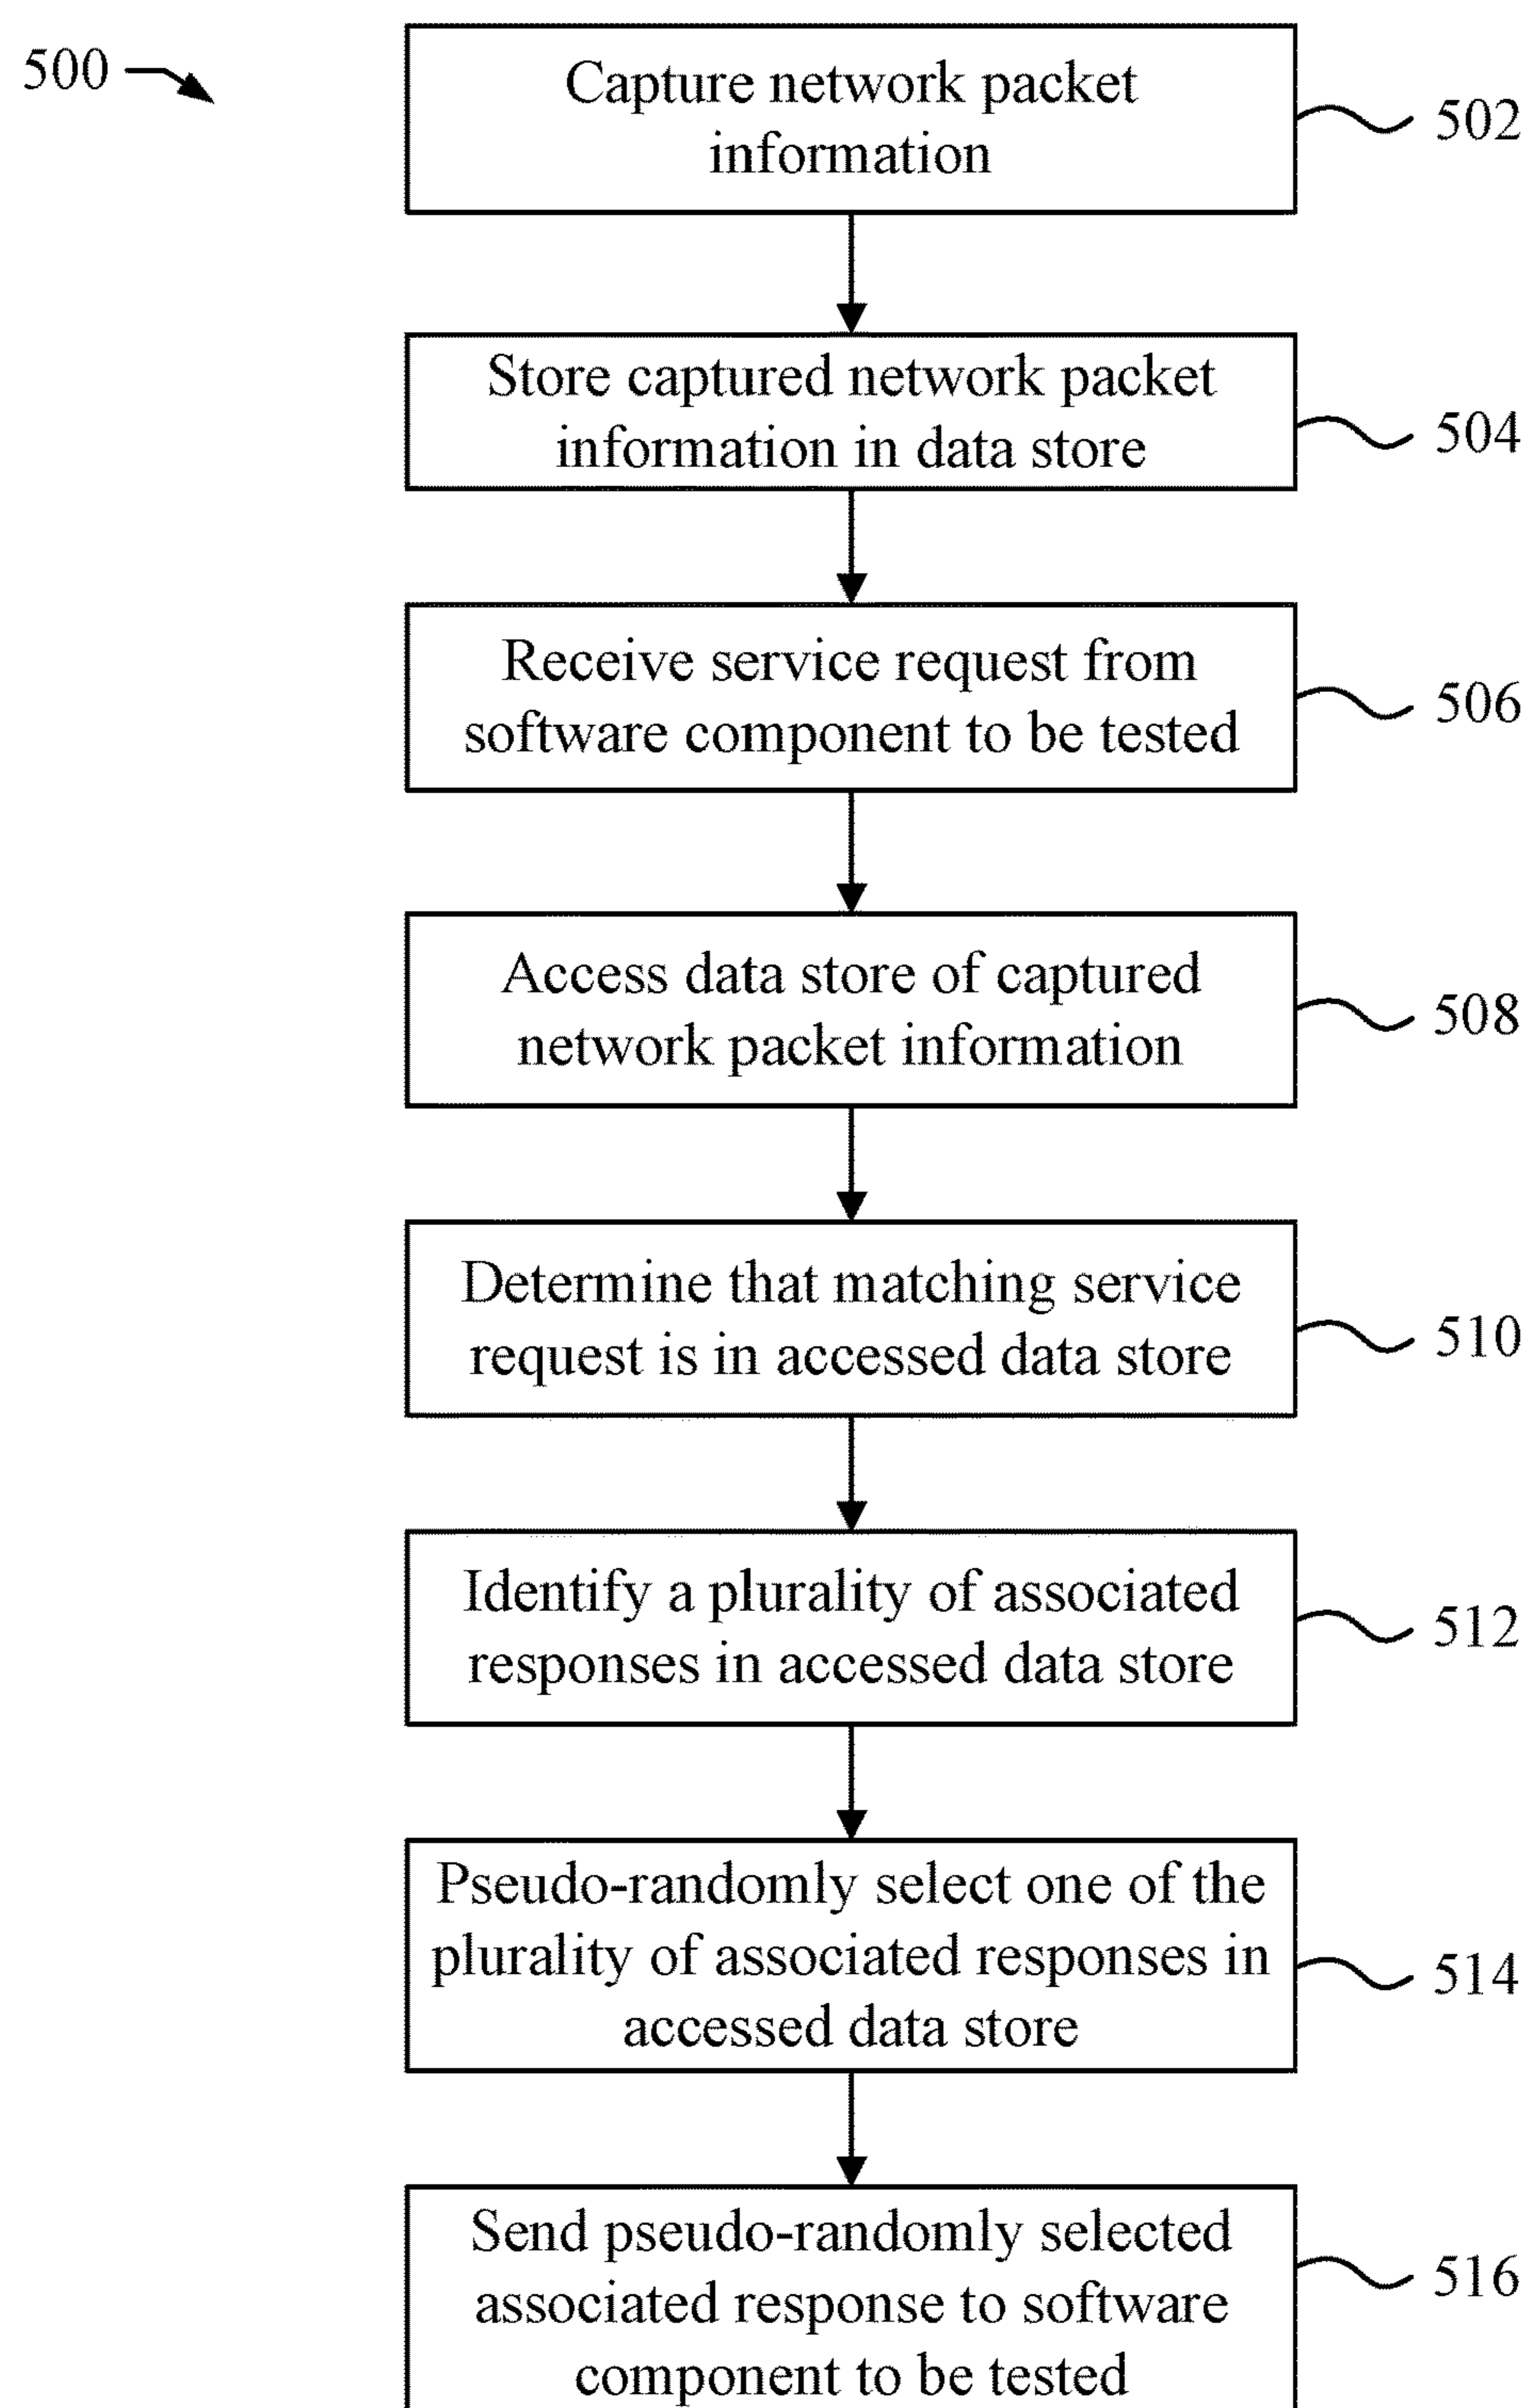 500
Capture network packet
information
502
Store captured network packet
information in data store
504
Receive service request from
software component to be tested
506
Access data store of captured
network packet information
508
Determine that matching service
request is in accessed data store
510
Identify a plurality of associated
responses in accessed data store
512
Pseudo-randomly select one of the
plurality of associated responses in
accessed data store
514
Send pseudo-randomly selected
associated response to software
component to be tested
516